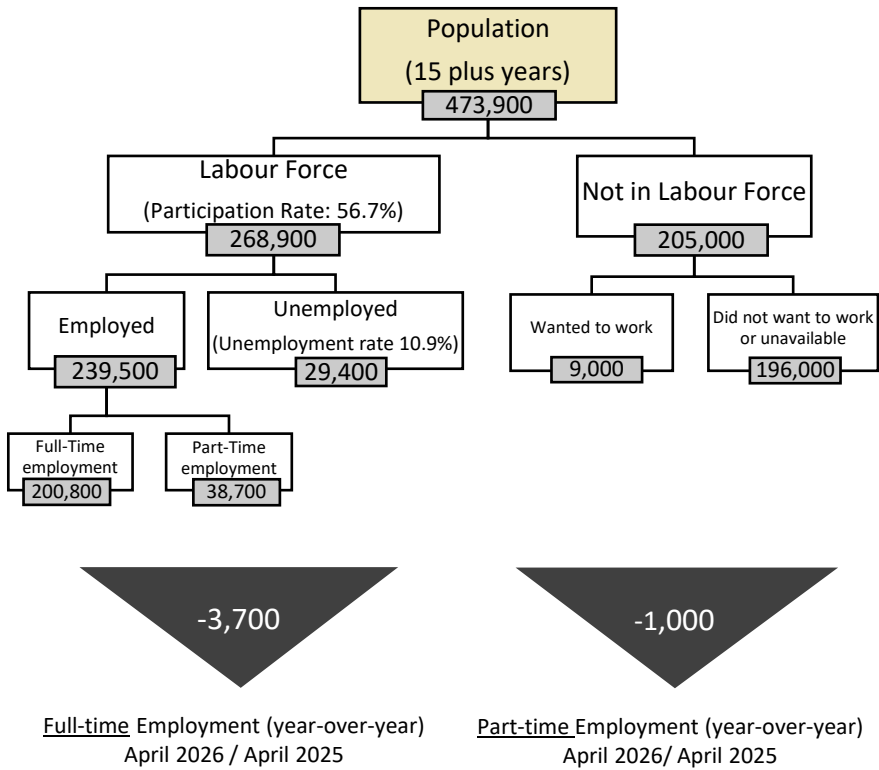 Population
(15 plus years)
473,900
Labour Force
(Participation Rate: 56.7%)
268,900
Not in Labour Force
205,000
Employed
239,500
Unemployed
(Unemployment rate 10.9%)
29,400
Wanted to work
9,000
Did not want to work
or unavailable
196,000
Full-Time
employment
200,800
Part-Time
employment
38,700
-3,700
-1,000
Full-time Employment (year-over-year)
April 2026 / April 2025
Part-time Employment (year-over-year)
April 2026/ April 2025